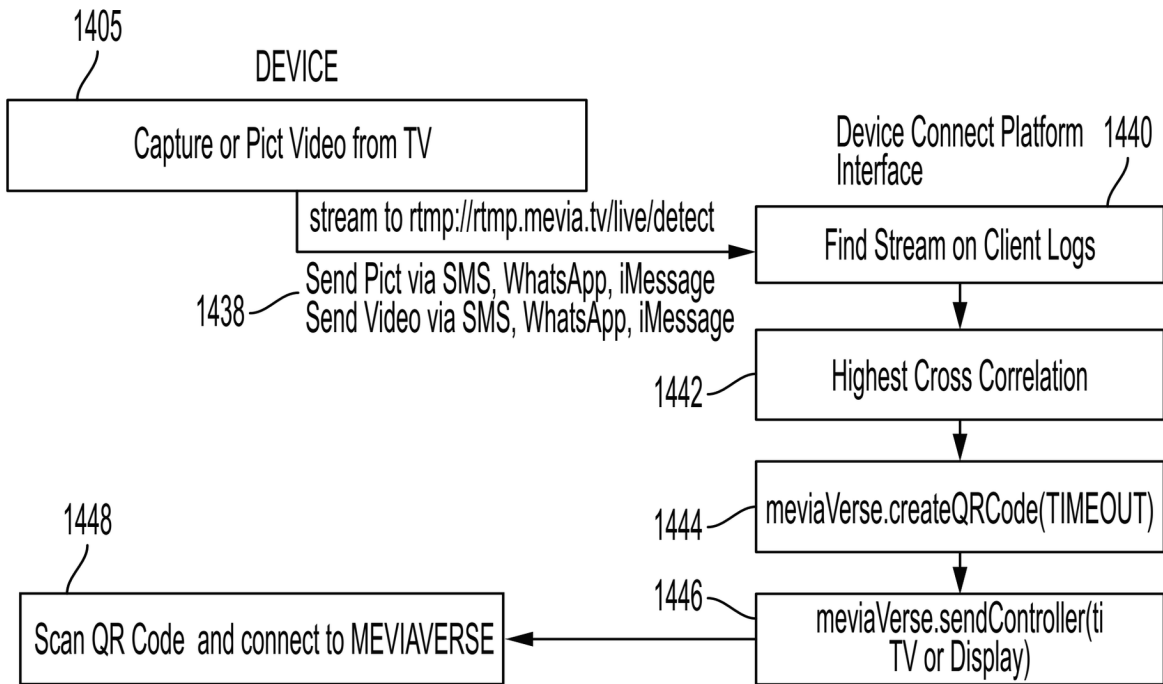 1405
DEVICE
Capture or Pict Video from TV
Device Connect Platform
Interface
1440
stream to rtmp://rtmp.mevia.tv/live/detect
Find Stream on Client Logs
1438
Send Pict via SMS, WhatsApp, iMessage
Send Video via SMS, WhatsApp, iMessage
1442
Highest Cross Correlation
1444
meviaVerse.createQRCode(TIMEOUT)
1448
1446
Scan QR Code and connect to MEVIAVERSE
meviaVerse.sendController(ti
TV or Display)